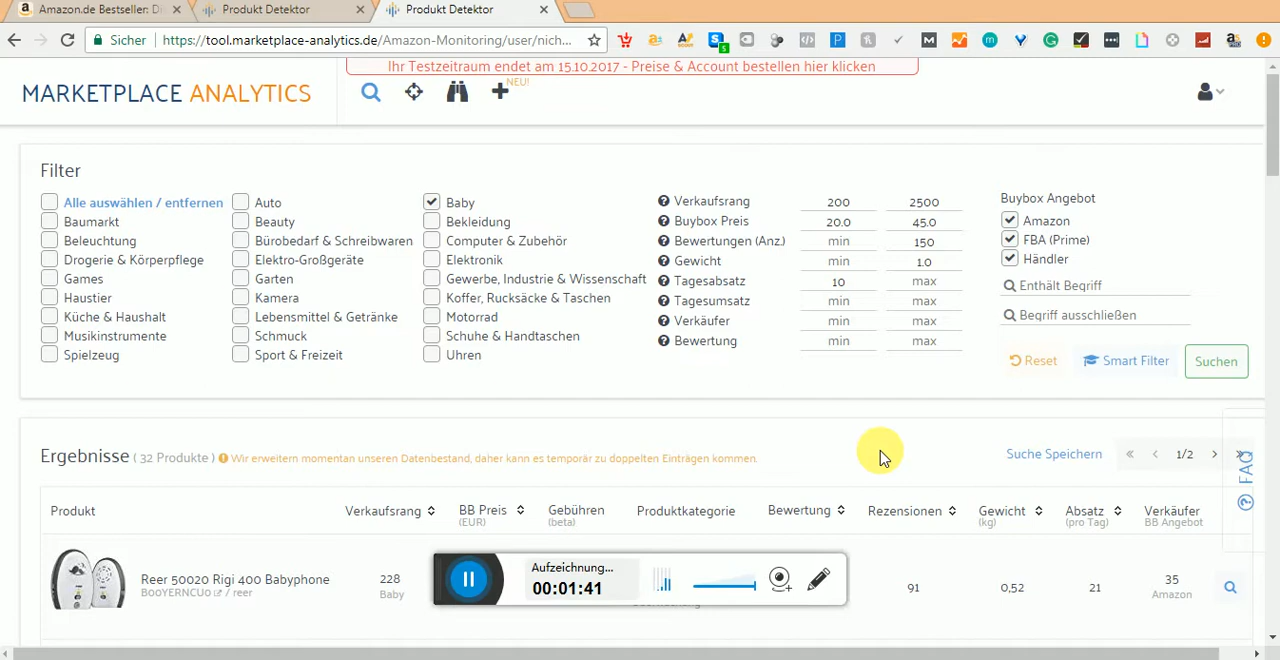 Amazon.de Bestseller: Di
Produkt Detektor
Produkt Detektor
Sicher https://tool.marketplace-analytics.de/Amazon-Monitoring/user/nich...
Ihr Testzeitraum endet am 15.10.2017 - Preise & Account bestellen hier klicken
MARKETPLACE ANALYTICS
NEU!
Filter
Alle auswählen / entfernen
Baumarkt
Beleuchtung
Drogerie & Körperpflege
Games
Haustier
Küche & Haushalt
Musikinstrumente
Spielzeug
Auto
Beauty
Bürobedarf & Schreibwaren
Elektro-Großgeräte
Garten
Kamera
Lebensmittel & Getränke
Schmuck
Sport & Freizeit
Baby
Bekleidung
Computer & Zubehör
Elektronik
Gewerbe, Industrie & Wissenschaft
Koffer, Rucksäcke & Taschen
Motorrad
Schuhe & Handtaschen
Uhren
Verkaufsrang 200 2500
Buybox Preis 20.0 45.0
Bewertungen (Anz.) min 150
Gewicht min 1.0
Tagesabsatz 10 max
Tagesumsatz min max
Verkäufer min max
Bewertung min max
Buybox Angebot
Amazon
FBA (Prime)
Händler
Enthält Begriff
Begriff ausschließen
Reset Smart Filter Suchen
Ergebnisse ( 32 Produkte ) Wir erweitern momentan unseren Datenbestand, daher kann es temporär zu doppelten Einträgen kommen.
Suche Speichern « ‹ 1/2 › »
FAQ
Produkt Verkaufsrang BB Preis (EUR) Gebühren (beta) Produktkategorie Bewertung Rezensionen Gewicht (kg) Absatz (pro Tag) Verkäufer BB Angebot
Reer 50020 Rigi 400 Babyphone
B00YERNCU0 / reer
228
Baby
91 0,52 21 35
Amazon
Aufzeichnung...
00:01:41